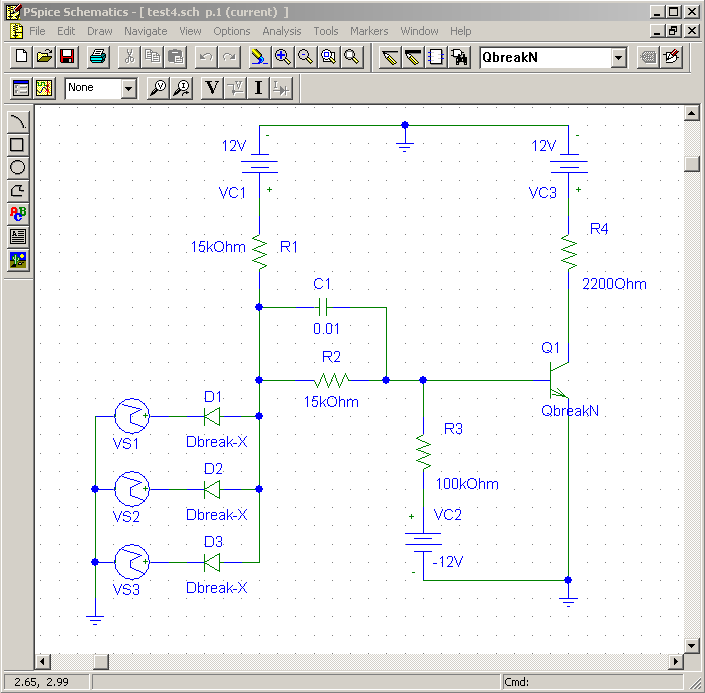 PSpice Schematics - [ test4.sch p.1 (current) ]
File Edit Draw Navigate View Options Analysis Tools Markers Window Help
QbreakN
None
V I
ABC
12V
-
VC1
+
12V
-
VC3
+
15kOhm R1
R4
2200Ohm
C1
0.01
R2
15kOhm
Q1
QbreakN
D1
VS1 +
Dbreak-X
D2
VS2 +
Dbreak-X
D3
VS3 +
Dbreak-X
R3
100kOhm
+ VC2
-12V
-
2.65, 2.99
Cmd: